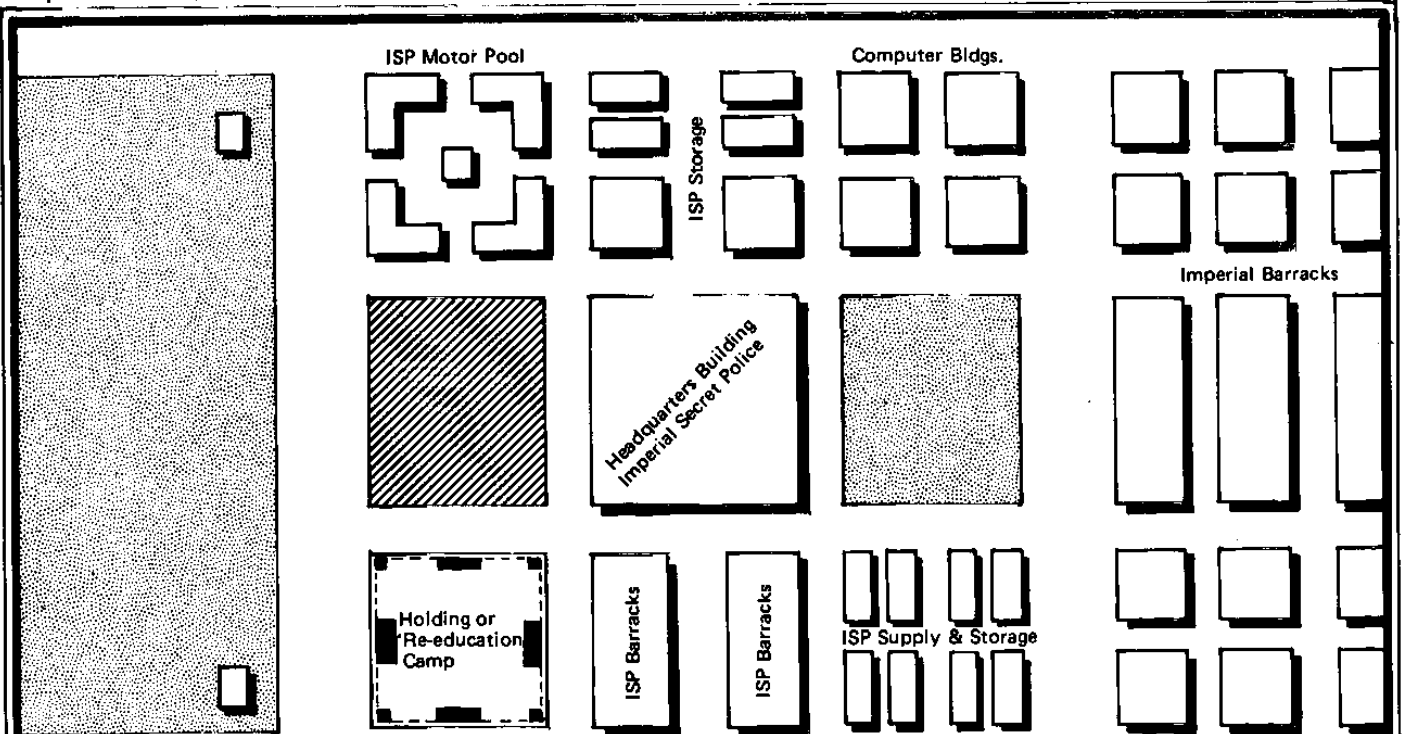 ISP Motor Pool
Computer Bldgs.
ISP Storage
Imperial Barracks
Headquarters Building
Imperial Secret Police
Holding or
'Re-education
Camp
ISP Barracks
ISP Barracks
ISP Supply & Storage